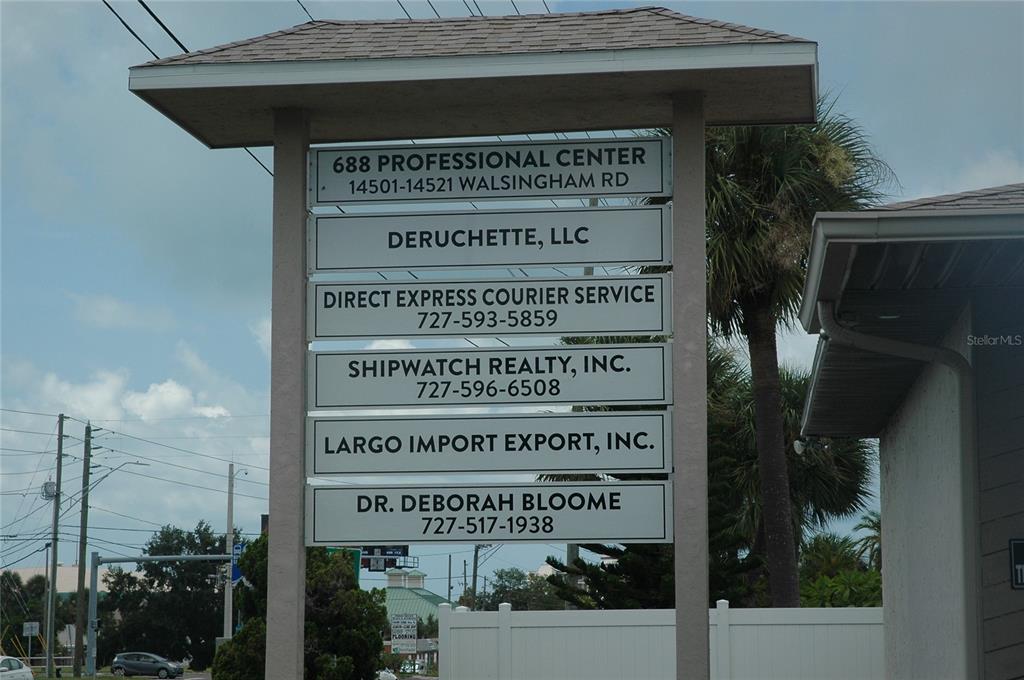 688 PROFESSIONAL CENTER
14501-14521 WALSINGHAM RD
DERUCHETTE, LLC
DIRECT EXPRESS COURIER SERVICE
727-593-5859
SHIPWATCH REALTY, INC.
727-596-6508
LARGO IMPORT EXPORT, INC.
DR. DEBORAH BLOOME
727-517-1938
StellarMLS
FLOORING